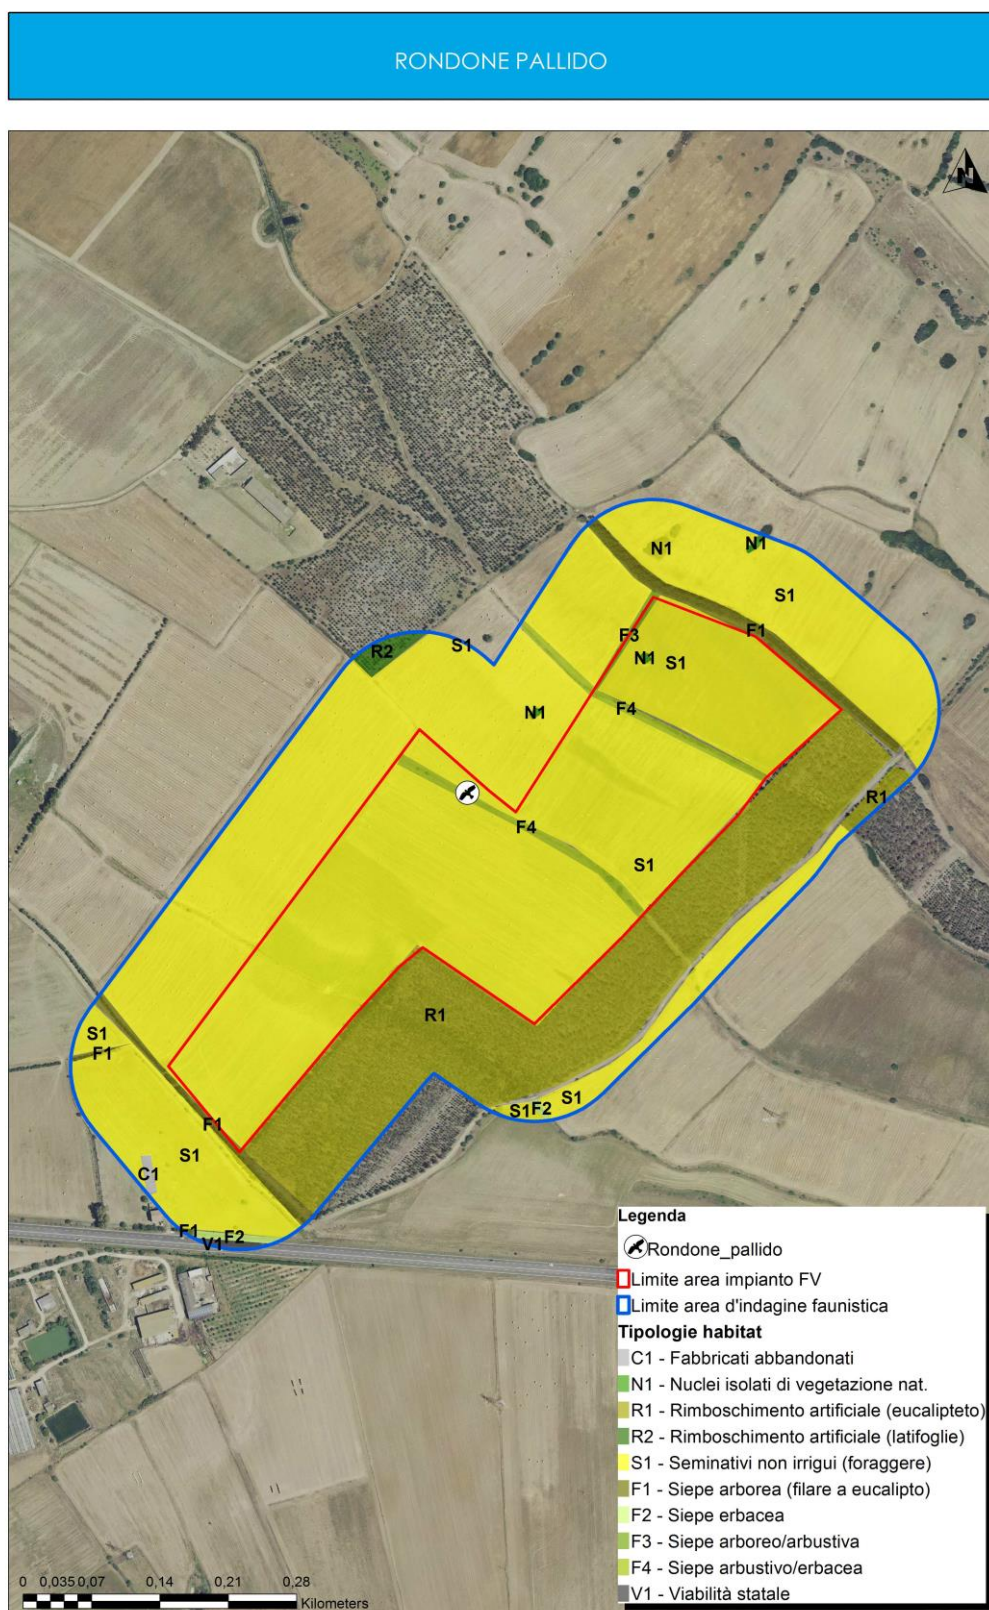 RONDONE PALLIDO
N
N1
N1
S1
F3
F1
N1
S1
R2
S1
N1
F4
R1
F4
S1
R1
S1
F1
F1
S1
C1
S1
F2
S1
F1
F2
V1
Legenda
Rondone_pallido
Limite area impianto FV
Limite area d'indagine faunistica
Tipologie habitat
C1 - Fabbricati abbandonati
N1 - Nuclei isolati di vegetazione nat.
R1 - Rimboschimento artificiale (eucalipteto)
R2 - Rimboschimento artificiale (latifoglie)
S1 - Seminativi non irrigui (foraggere)
F1 - Siepe arborea (filare a eucalipto)
F2 - Siepe erbacea
F3 - Siepe arboreo/arbustiva
F4 - Siepe arbustivo/erbacea
V1 - Viabilità statale
0 0,035 0,07 0,14 0,21 0,28
Kilometers